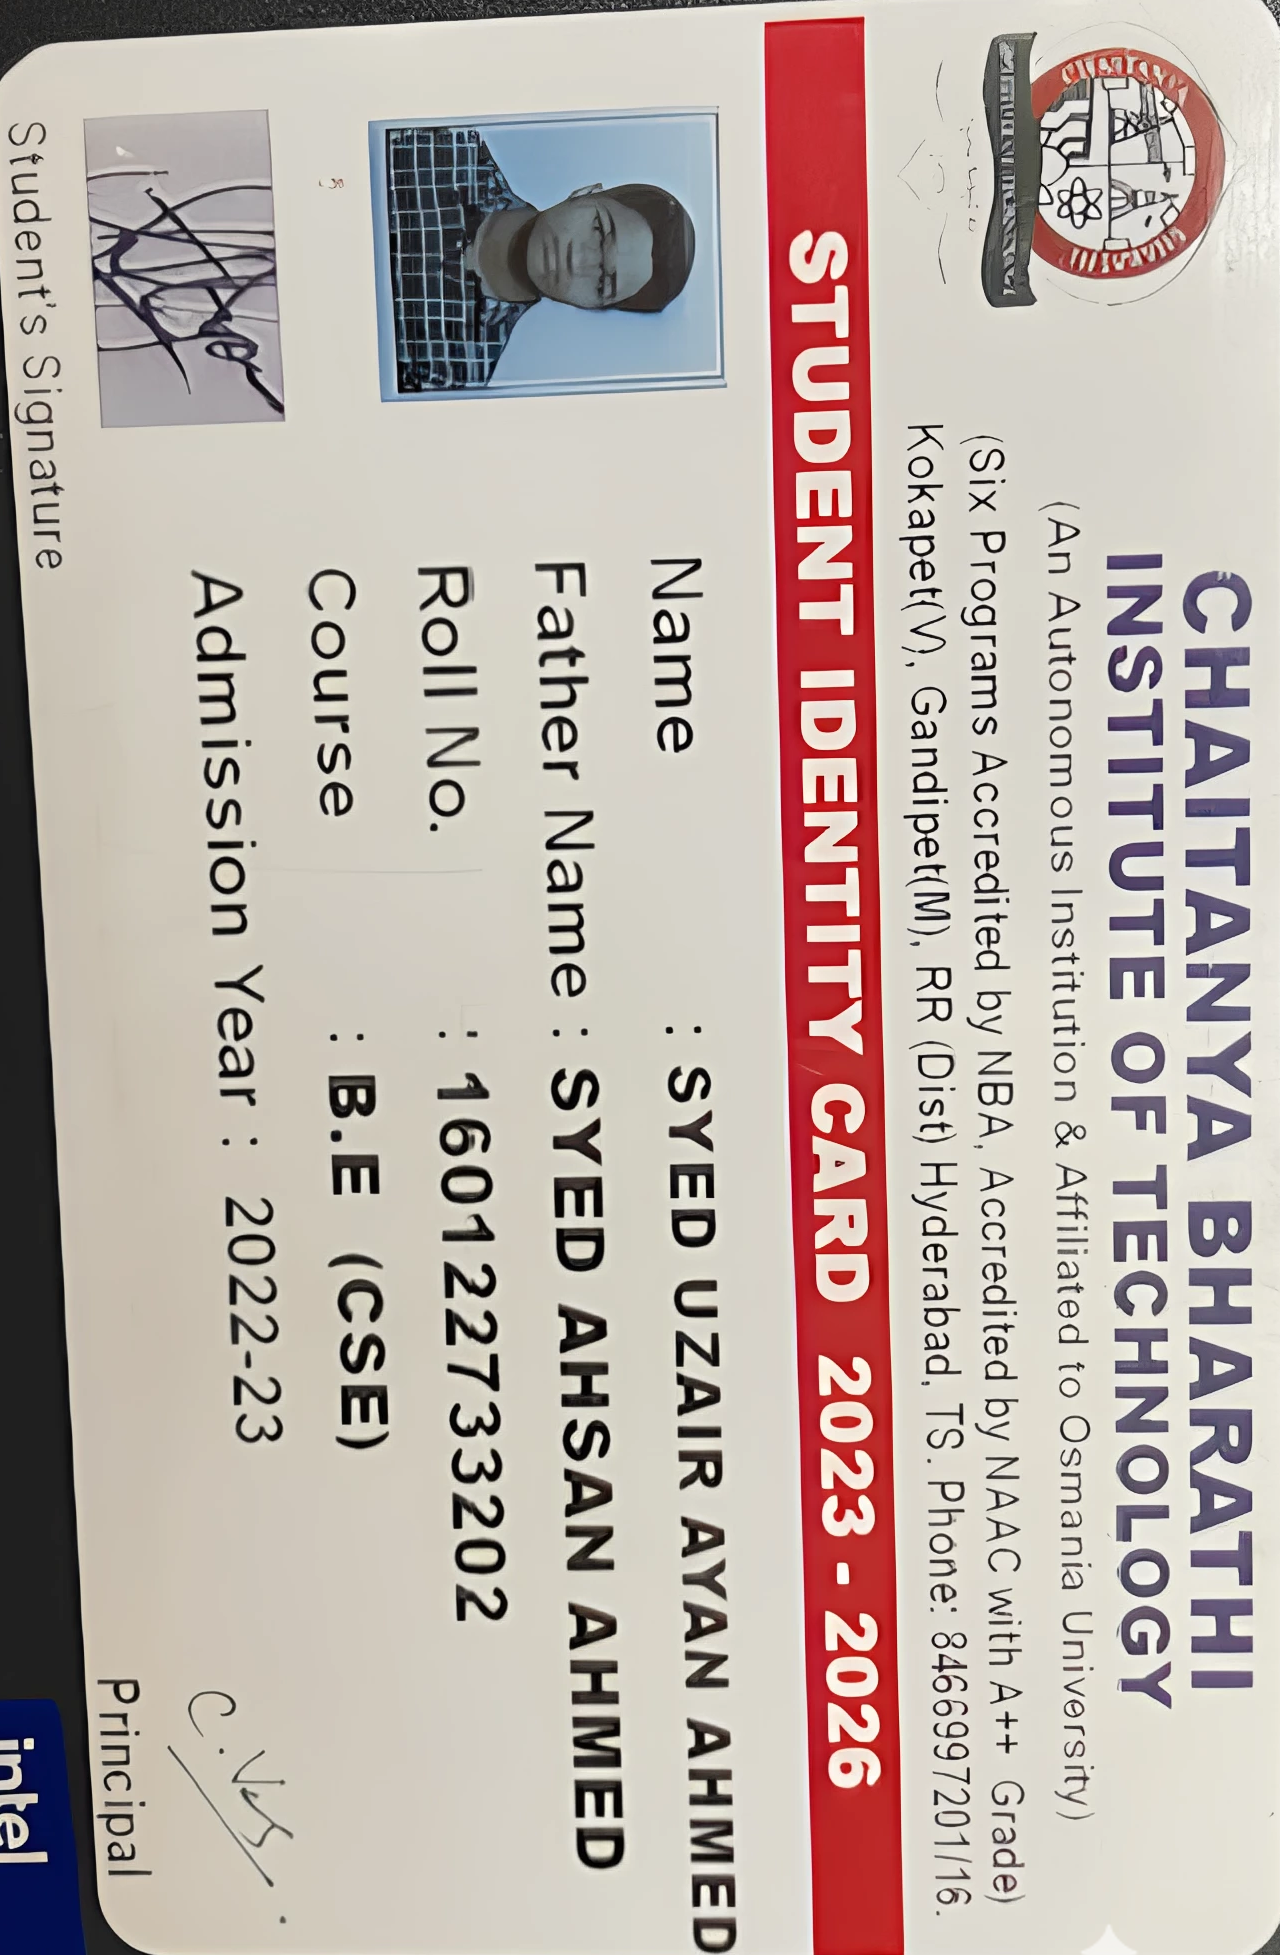 CHAITANYA BHARATHI
INSTITUTE OF TECHNOLOGY
(An Autonomous Institution & Affiliated to Osmania University)
(Six Programs Accredited by NBA, Accredited by NAAC with A++ Grade)
Kokapet(V), Gandipet(M), RR (Dist) Hyderabad, TS. Phone: 8466997201/16.
STUDENT IDENTITY CARD 2023 - 2026
Name : SYED UZAIR AYAN AHMED
Father Name : SYED AHSAN AHMED
Roll No. : 160122733202
Course : B.E (CSE)
Admission Year : 2022-23
Student's Signature
Principal
intel